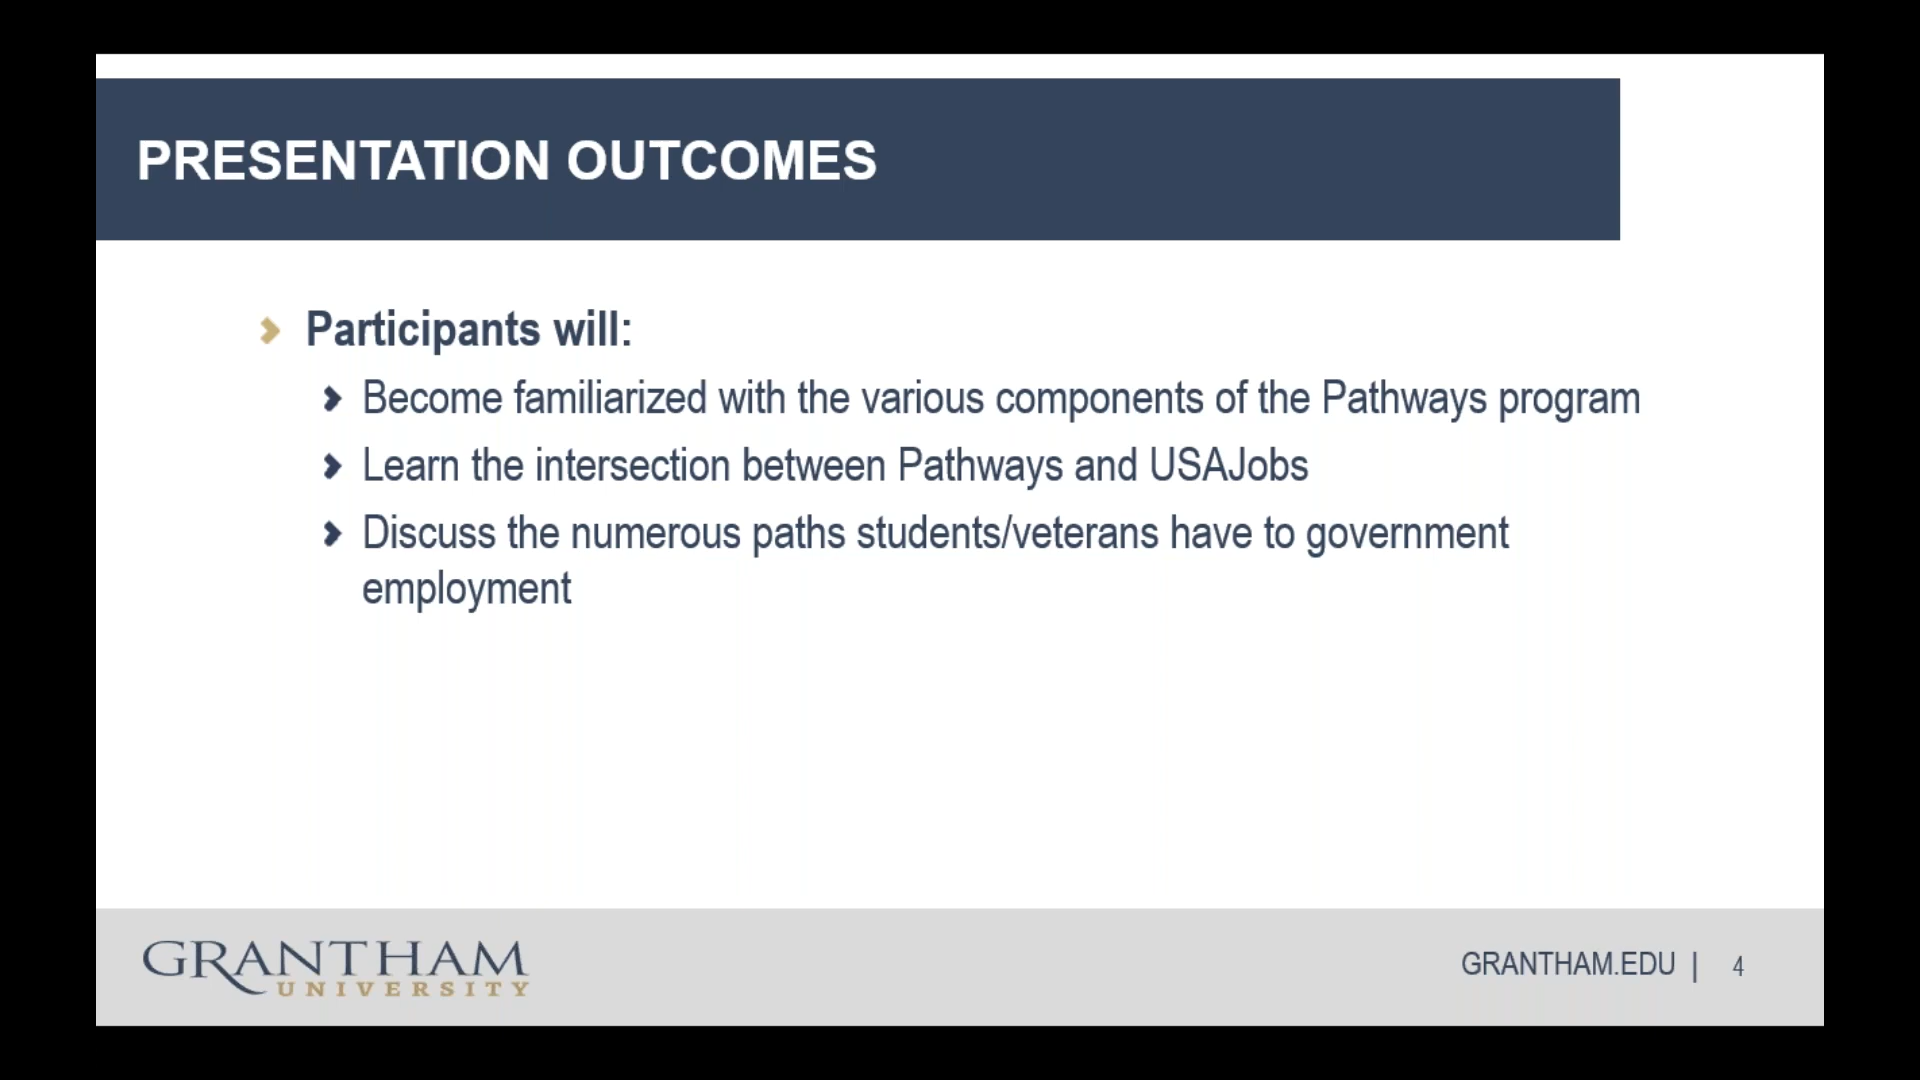 PRESENTATION OUTCOMES
Participants will:
Become familiarized with the various components of the Pathways program
Learn the intersection between Pathways and USAJobs
Discuss the numerous paths students/veterans have to government
employment
GRANTHAM
UNIVERSITY
GRANTHAM.EDU | 4